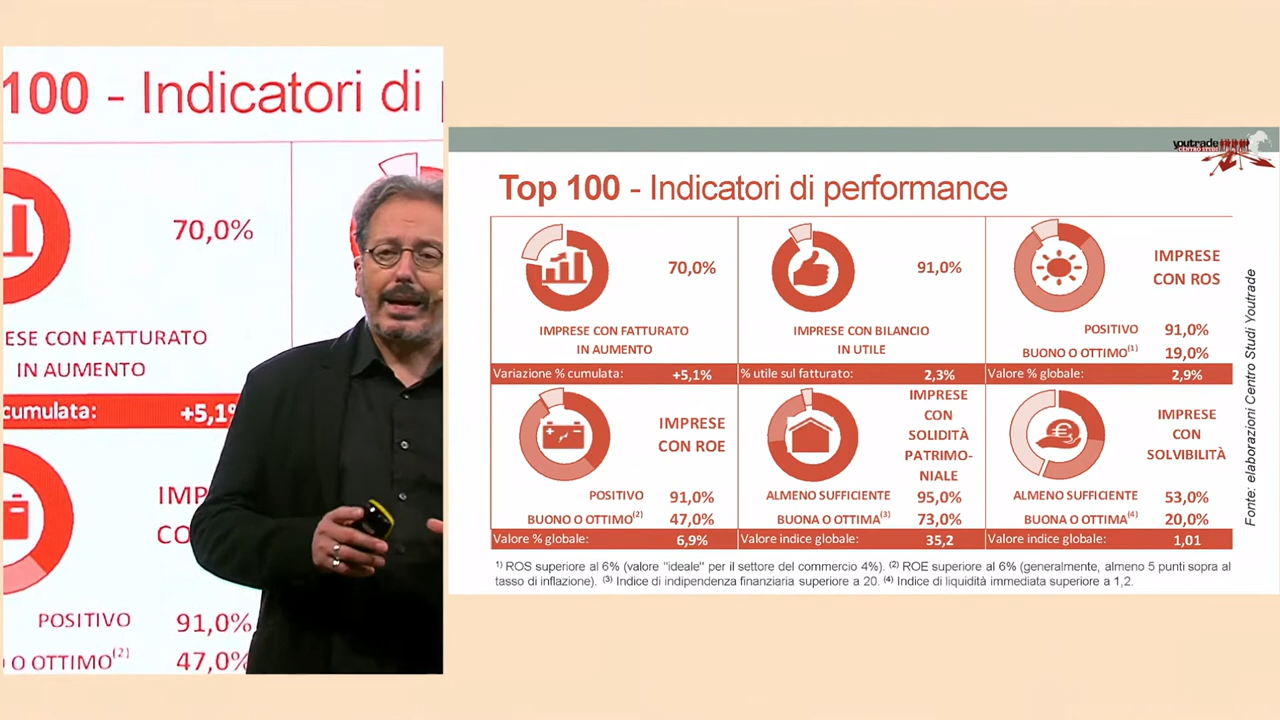 100 - Indicatori di
70,0%
ESE CON FATTURATO
IN AUMENTO
cumulata:
+5,1%
IMP
CO
POSITIVO
91,0%
O OTTIMO(2)
47,0%
youtrade
CENTRO STUDI
Top 100 - Indicatori di performance
70,0%
IMPRESE CON FATTURATO
IN AUMENTO
Variazione % cumulata: +5,1%
91,0%
IMPRESE CON BILANCIO
IN UTILE
% utile sul fatturato: 2,3%
IMPRESE
CON ROS
POSITIVO 91,0%
BUONO O OTTIMO(1) 19,0%
Valore % globale: 2,9%
IMPRESE
CON ROE
POSITIVO 91,0%
BUONO O OTTIMO(2) 47,0%
Valore % globale: 6,9%
IMPRESE
CON
SOLIDITÀ
PATRIMO-
NIALE
ALMENO SUFFICIENTE 95,0%
BUONA O OTTIMA(3) 73,0%
Valore indice globale: 35,2
IMPRESE
CON
SOLVIBILITÀ
ALMENO SUFFICIENTE 53,0%
BUONA O OTTIMA(4) 20,0%
Valore indice globale: 1,01
Fonte: elaborazioni Centro Studi Youtrade
1) ROS superiore al 6% (valore "ideale" per il settore del commercio 4%). (2) ROE superiore al 6% (generalmente, almeno 5 punti sopra al
tasso di inflazione). (3) Indice di indipendenza finanziaria superiore a 20. (4) Indice di liquidità immediata superiore a 1,2.